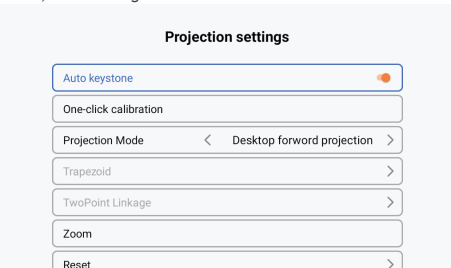 Projection settings
Auto keystone
One-click calibration
Projection Mode < Desktop forword projection >
Trapezoid >
TwoPoint Linkage >
Zoom
Reset >